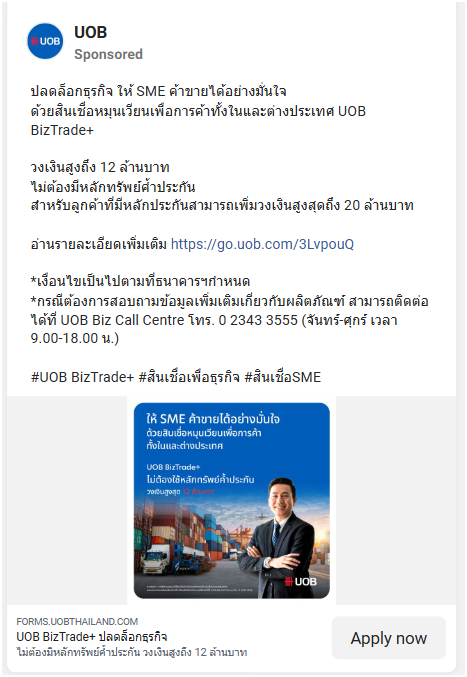 UOB
UOB
Sponsored
ปลดล็อกธุรกิจ ให้ SME ค้าขายได้อย่างมั่นใจ
ด้วยสินเชื่อหมุนเวียนเพื่อการค้าทั้งในและต่างประเทศ UOB
BizTrade+
วงเงินสูงถึง 12 ล้านบาท
ไม่ต้องมีหลักทรัพย์ค้ำประกัน
สำหรับลูกค้าที่มีหลักประกันสามารถเพิ่มวงเงินสูงสุดถึง 20 ล้านบาท
อ่านรายละเอียดเพิ่มเติม https://go.uob.com/3LvpouQ
*เงื่อนไขเป็นไปตามที่ธนาคารฯกำหนด
*กรณีต้องการสอบถามข้อมูลเพิ่มเติมเกี่ยวกับผลิตภัณฑ์ สามารถติดต่อ
ได้ที่ UOB Biz Call Centre โทร. 0 2343 3555 (จันทร์-ศุกร์ เวลา
9.00-18.00 น.)
#UOB BizTrade+ #สินเชื่อเพื่อธุรกิจ #สินเชื่อSME
ให้ SME ค้าขายได้อย่างมั่นใจ
ด้วยสินเชื่อหมุนเวียนเพื่อการค้า
ทั้งในและต่างประเทศ
UOB BizTrade+
ไม่ต้องใช้หลักทรัพย์ค้ำประกัน
วงเงินสูงสุด 12 ล้านบาท
UOB
FORMS.UOBTHAILAND.COM
UOB BizTrade+ ปลดล็อกธุรกิจ
ไม่ต้องมีหลักทรัพย์ค้ำประกัน วงเงินสูงถึง 12 ล้านบาท
Apply now